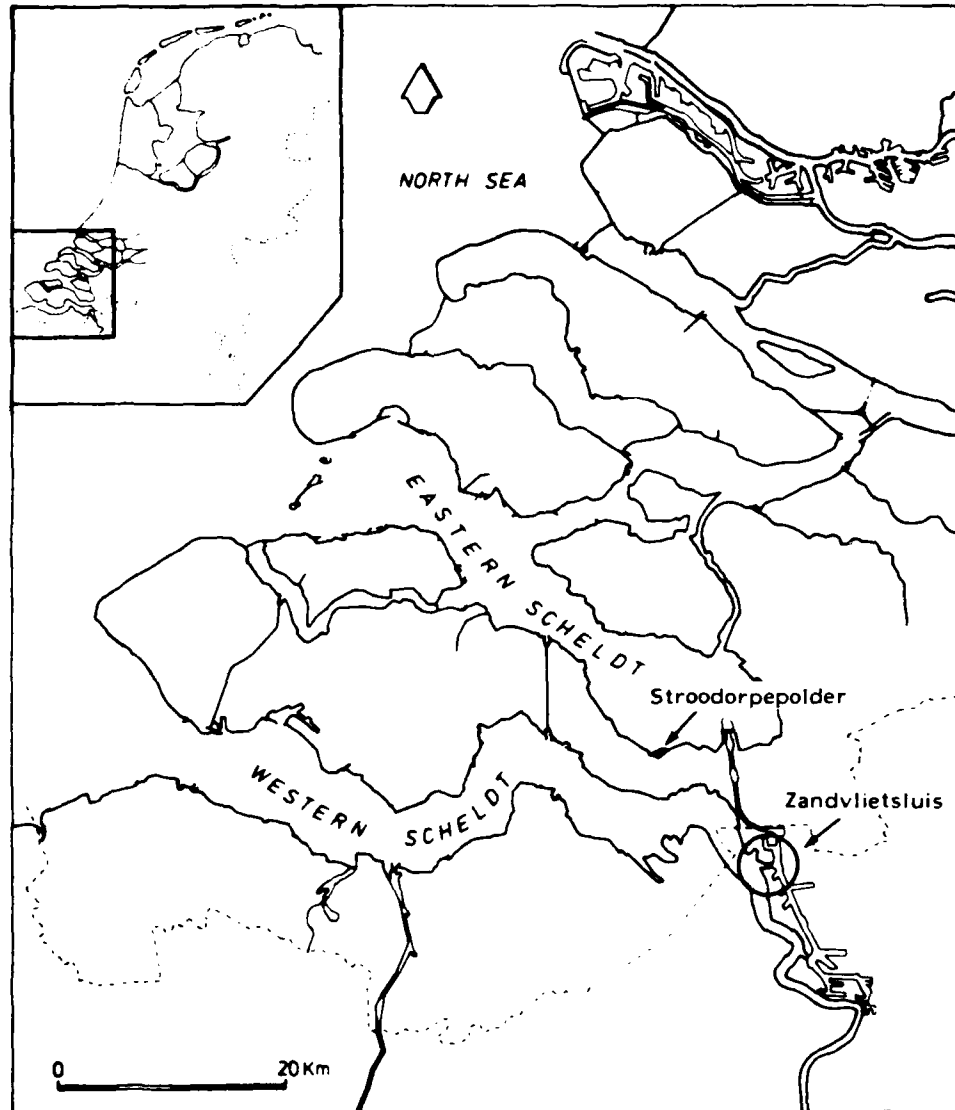 NORTH SEA
EASTERN SCHELDT
Stroodorpepolder
WESTERN SCHELDT
Zandvlietsluis
0 20 Km